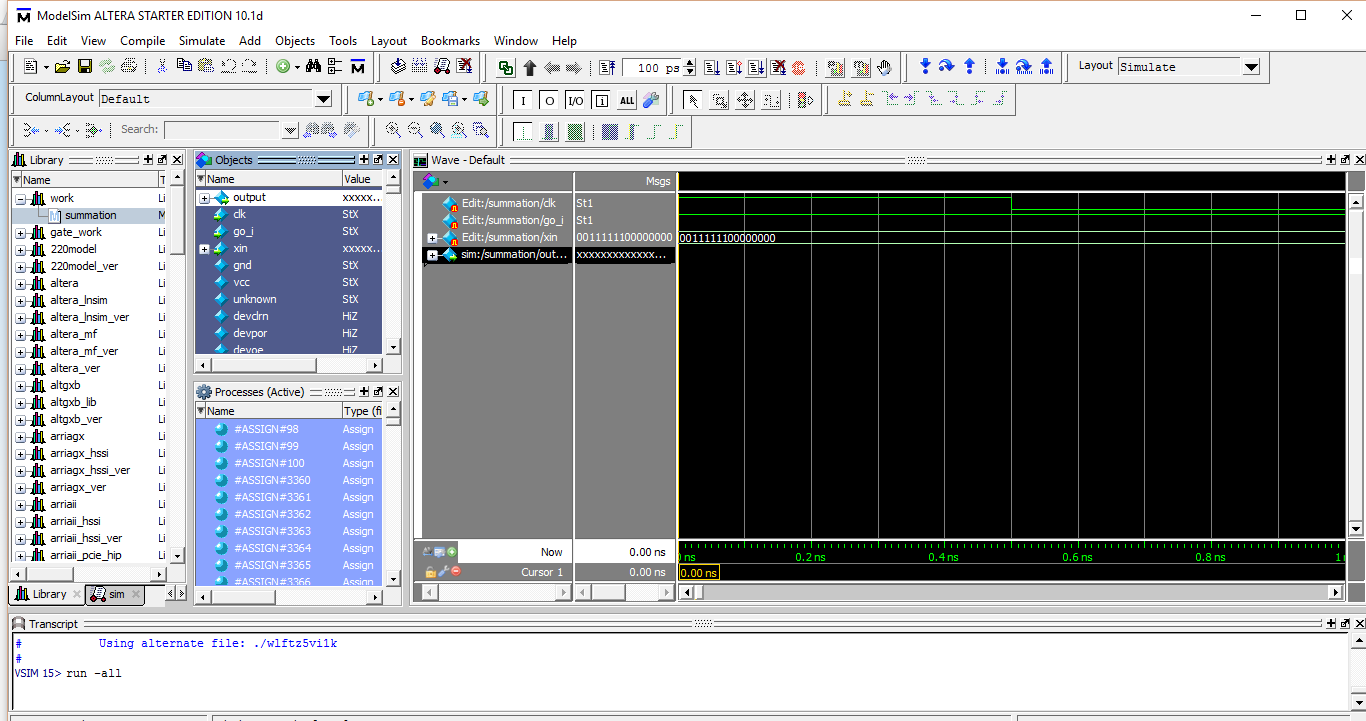 ModelSim ALTERA STARTER EDITION 10.1d
File Edit View Compile Simulate Add Objects Tools Layout Bookmarks Window Help
100 ps
Layout Simulate
ColumnLayout Default
I O I/O i ALL
Search:
Library
Name T
work Li
summation M
gate_work Li
220model Li
220model_ver Li
altera Li
altera_lnsim Li
altera_lnsim_ver Li
altera_mf Li
altera_mf_ver Li
altera_ver Li
altgxb Li
altgxb_lib Li
altgxb_ver Li
arriagx Li
arriagx_hssi Li
arriagx_hssi_ver Li
arriagx_ver Li
arriaii Li
arriaii_hssi Li
arriaii_hssi_ver Li
arriaii_pcie_hip Li
Library sim
Objects
Name Value
output xxxxx...
clk StX
go_i StX
xin xxxxx...
gnd StX
vcc StX
unknown StX
devclrn HiZ
devpor HiZ
devoe HiZ
Processes (Active)
Name Type (fi
#ASSIGN#98 Assign
#ASSIGN#99 Assign
#ASSIGN#100 Assign
#ASSIGN#3360 Assign
#ASSIGN#3361 Assign
#ASSIGN#3362 Assign
#ASSIGN#3363 Assign
#ASSIGN#3364 Assign
#ASSIGN#3365 Assign
#ASSIGN#3366 Assign
Wave - Default
Msgs
Edit:/summation/clk St1
Edit:/summation/go_i St1
Edit:/summation/xin 0011111100000000 0011111100000000
sim:/summation/out... xxxxxxxxxxxxx...
Now 0.00 ns ns 0.2 ns 0.4 ns 0.6 ns 0.8 ns 1
Cursor 1 0.00 ns 0.00 ns
Transcript
# Using alternate file: ./wlftz5vi1k
#
VSIM 15> run -all